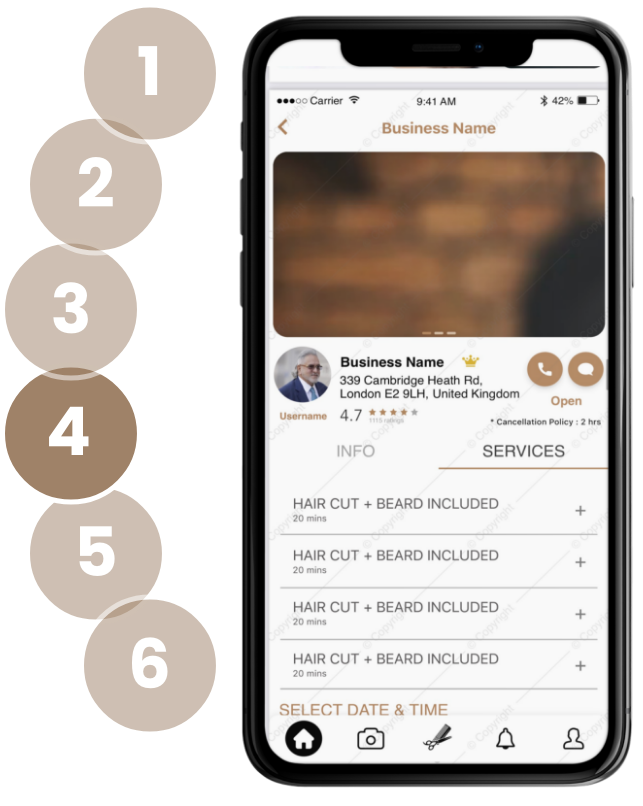 1
2
3
4
5
6
●●●○○ Carrier 9:41 AM 42%
Business Name
Business Name
339 Cambridge Heath Rd,
London E2 9LH, United Kingdom
Open
Username 4.7 1113 ratings
* Cancellation Policy : 2 hrs
INFO SERVICES
HAIR CUT + BEARD INCLUDED +
20 mins
HAIR CUT + BEARD INCLUDED +
20 mins
HAIR CUT + BEARD INCLUDED +
20 mins
HAIR CUT + BEARD INCLUDED +
20 mins
SELECT DATE & TIME
© Copyright